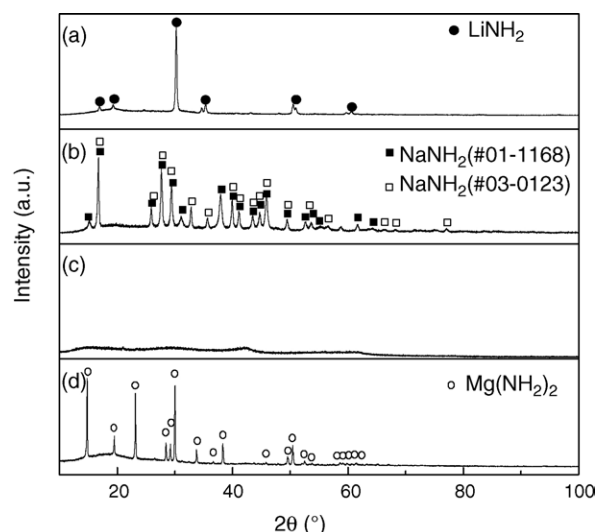 (a)
● LiNH₂
(b)
■ NaNH₂(#01-1168)
□ NaNH₂(#03-0123)
(c)
(d)
○ Mg(NH₂)₂
Intensity (a.u.)
20 40 60 80 100
2θ (°)